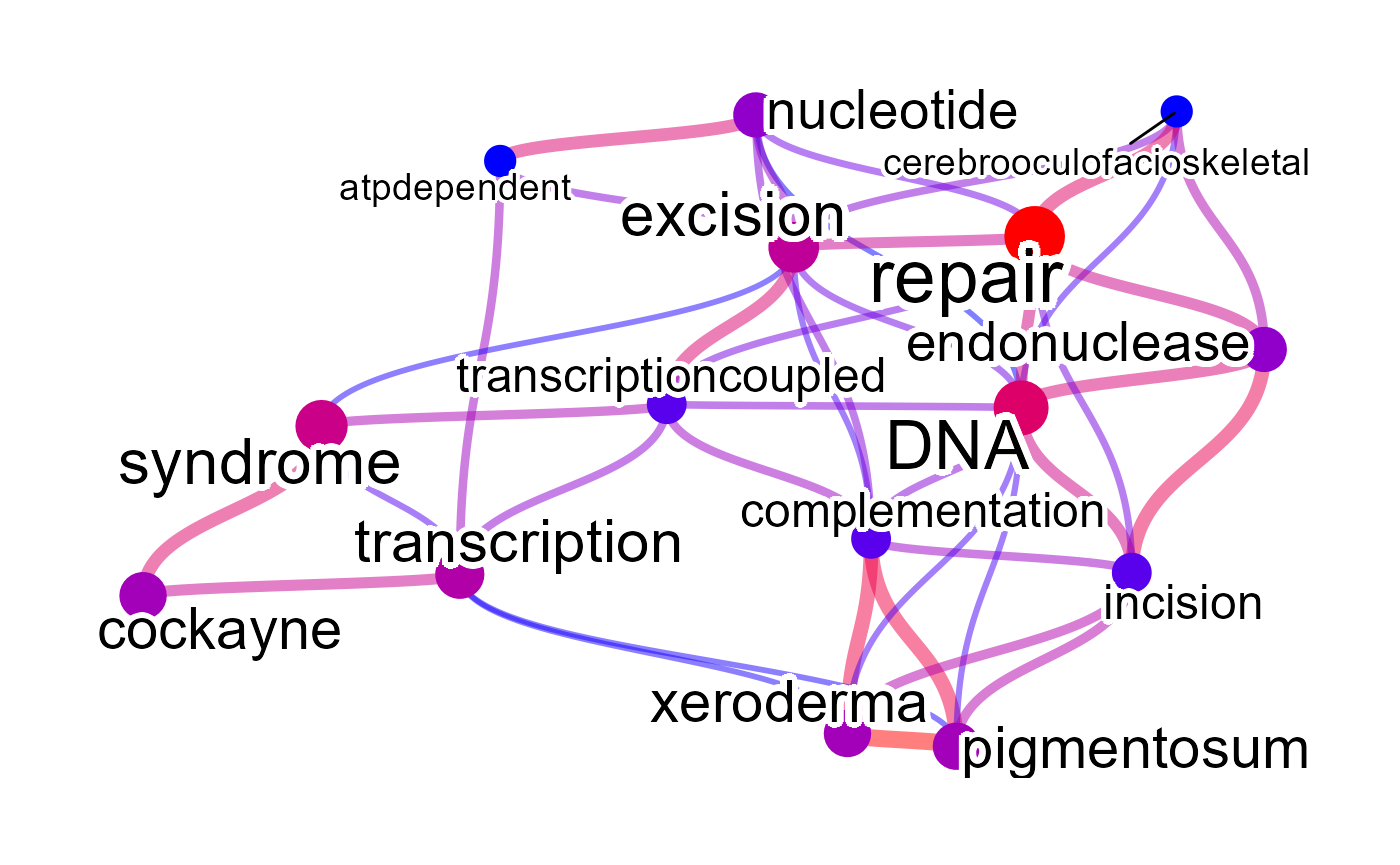 nucleotide
cerebrooculofacioskeletal
atpdependent
excision
repair
endonuclease
transcriptioncoupled
DNA
syndrome
complementation
transcription
incision
cockayne
xeroderma
pigmentosum